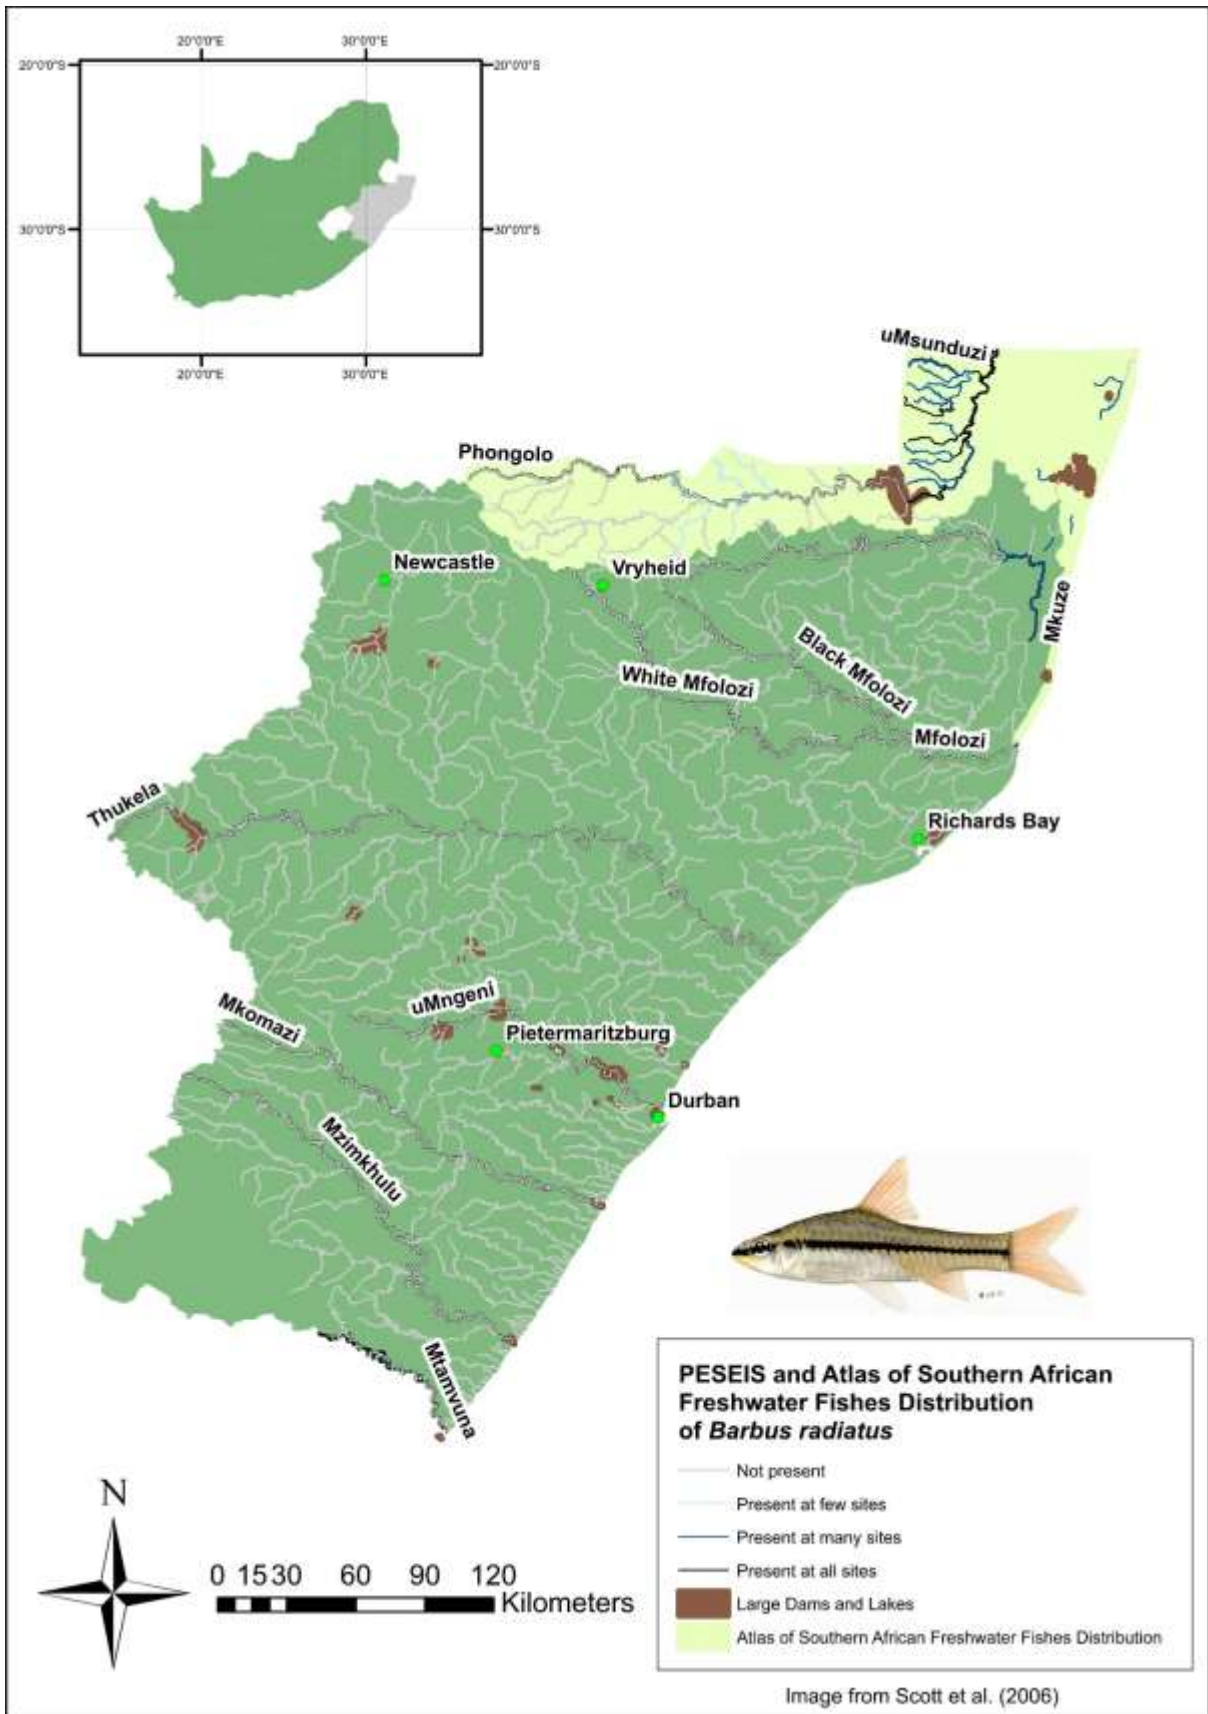 20°0'0"E 30°0'0"E
20°0'0"S 20°0'0"S
30°0'0"S 30°0'0"S
20°0'0"E 30°0'0"E
uMsunduzi
Phongolo
Newcastle
Vryheid
Mkuze
Black Mfolozi
White Mfolozi
Mfolozi
Thukela
Richards Bay
uMngeni
Mkomazi
Pietermaritzburg
Durban
Mzimkhulu
Mtamvuna
PESEIS and Atlas of Southern African
Freshwater Fishes Distribution
of Barbus radiatus
Not present
Present at few sites
Present at many sites
Present at all sites
Large Dams and Lakes
Atlas of Southern African Freshwater Fishes Distribution
N
0 15 30 60 90 120
Kilometers
Image from Scott et al. (2006)